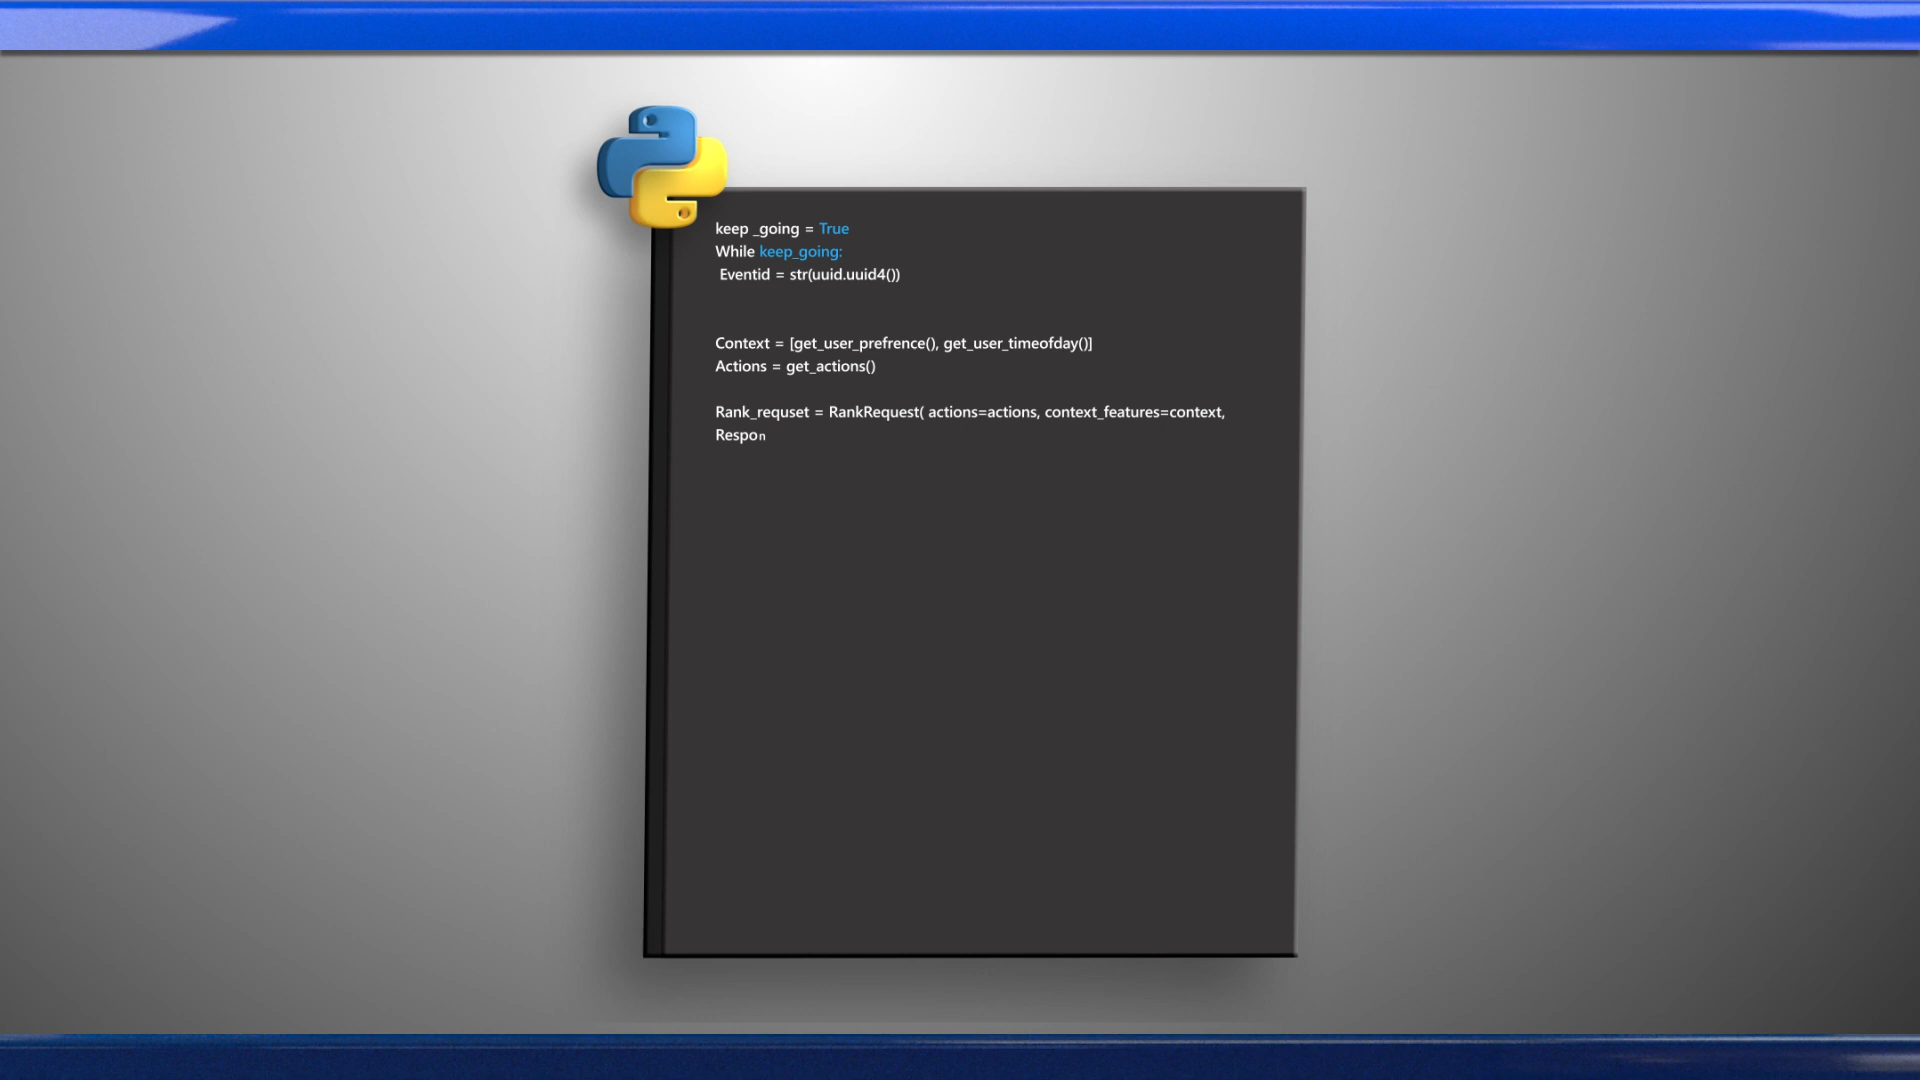 keep _going = True
While keep_going:
Eventid = str(uuid.uuid4())
Context = [get_user_prefrence(), get_user_timeofday()]
Actions = get_actions()
Rank_requset = RankRequest( actions=actions, context_features=context,
Respon